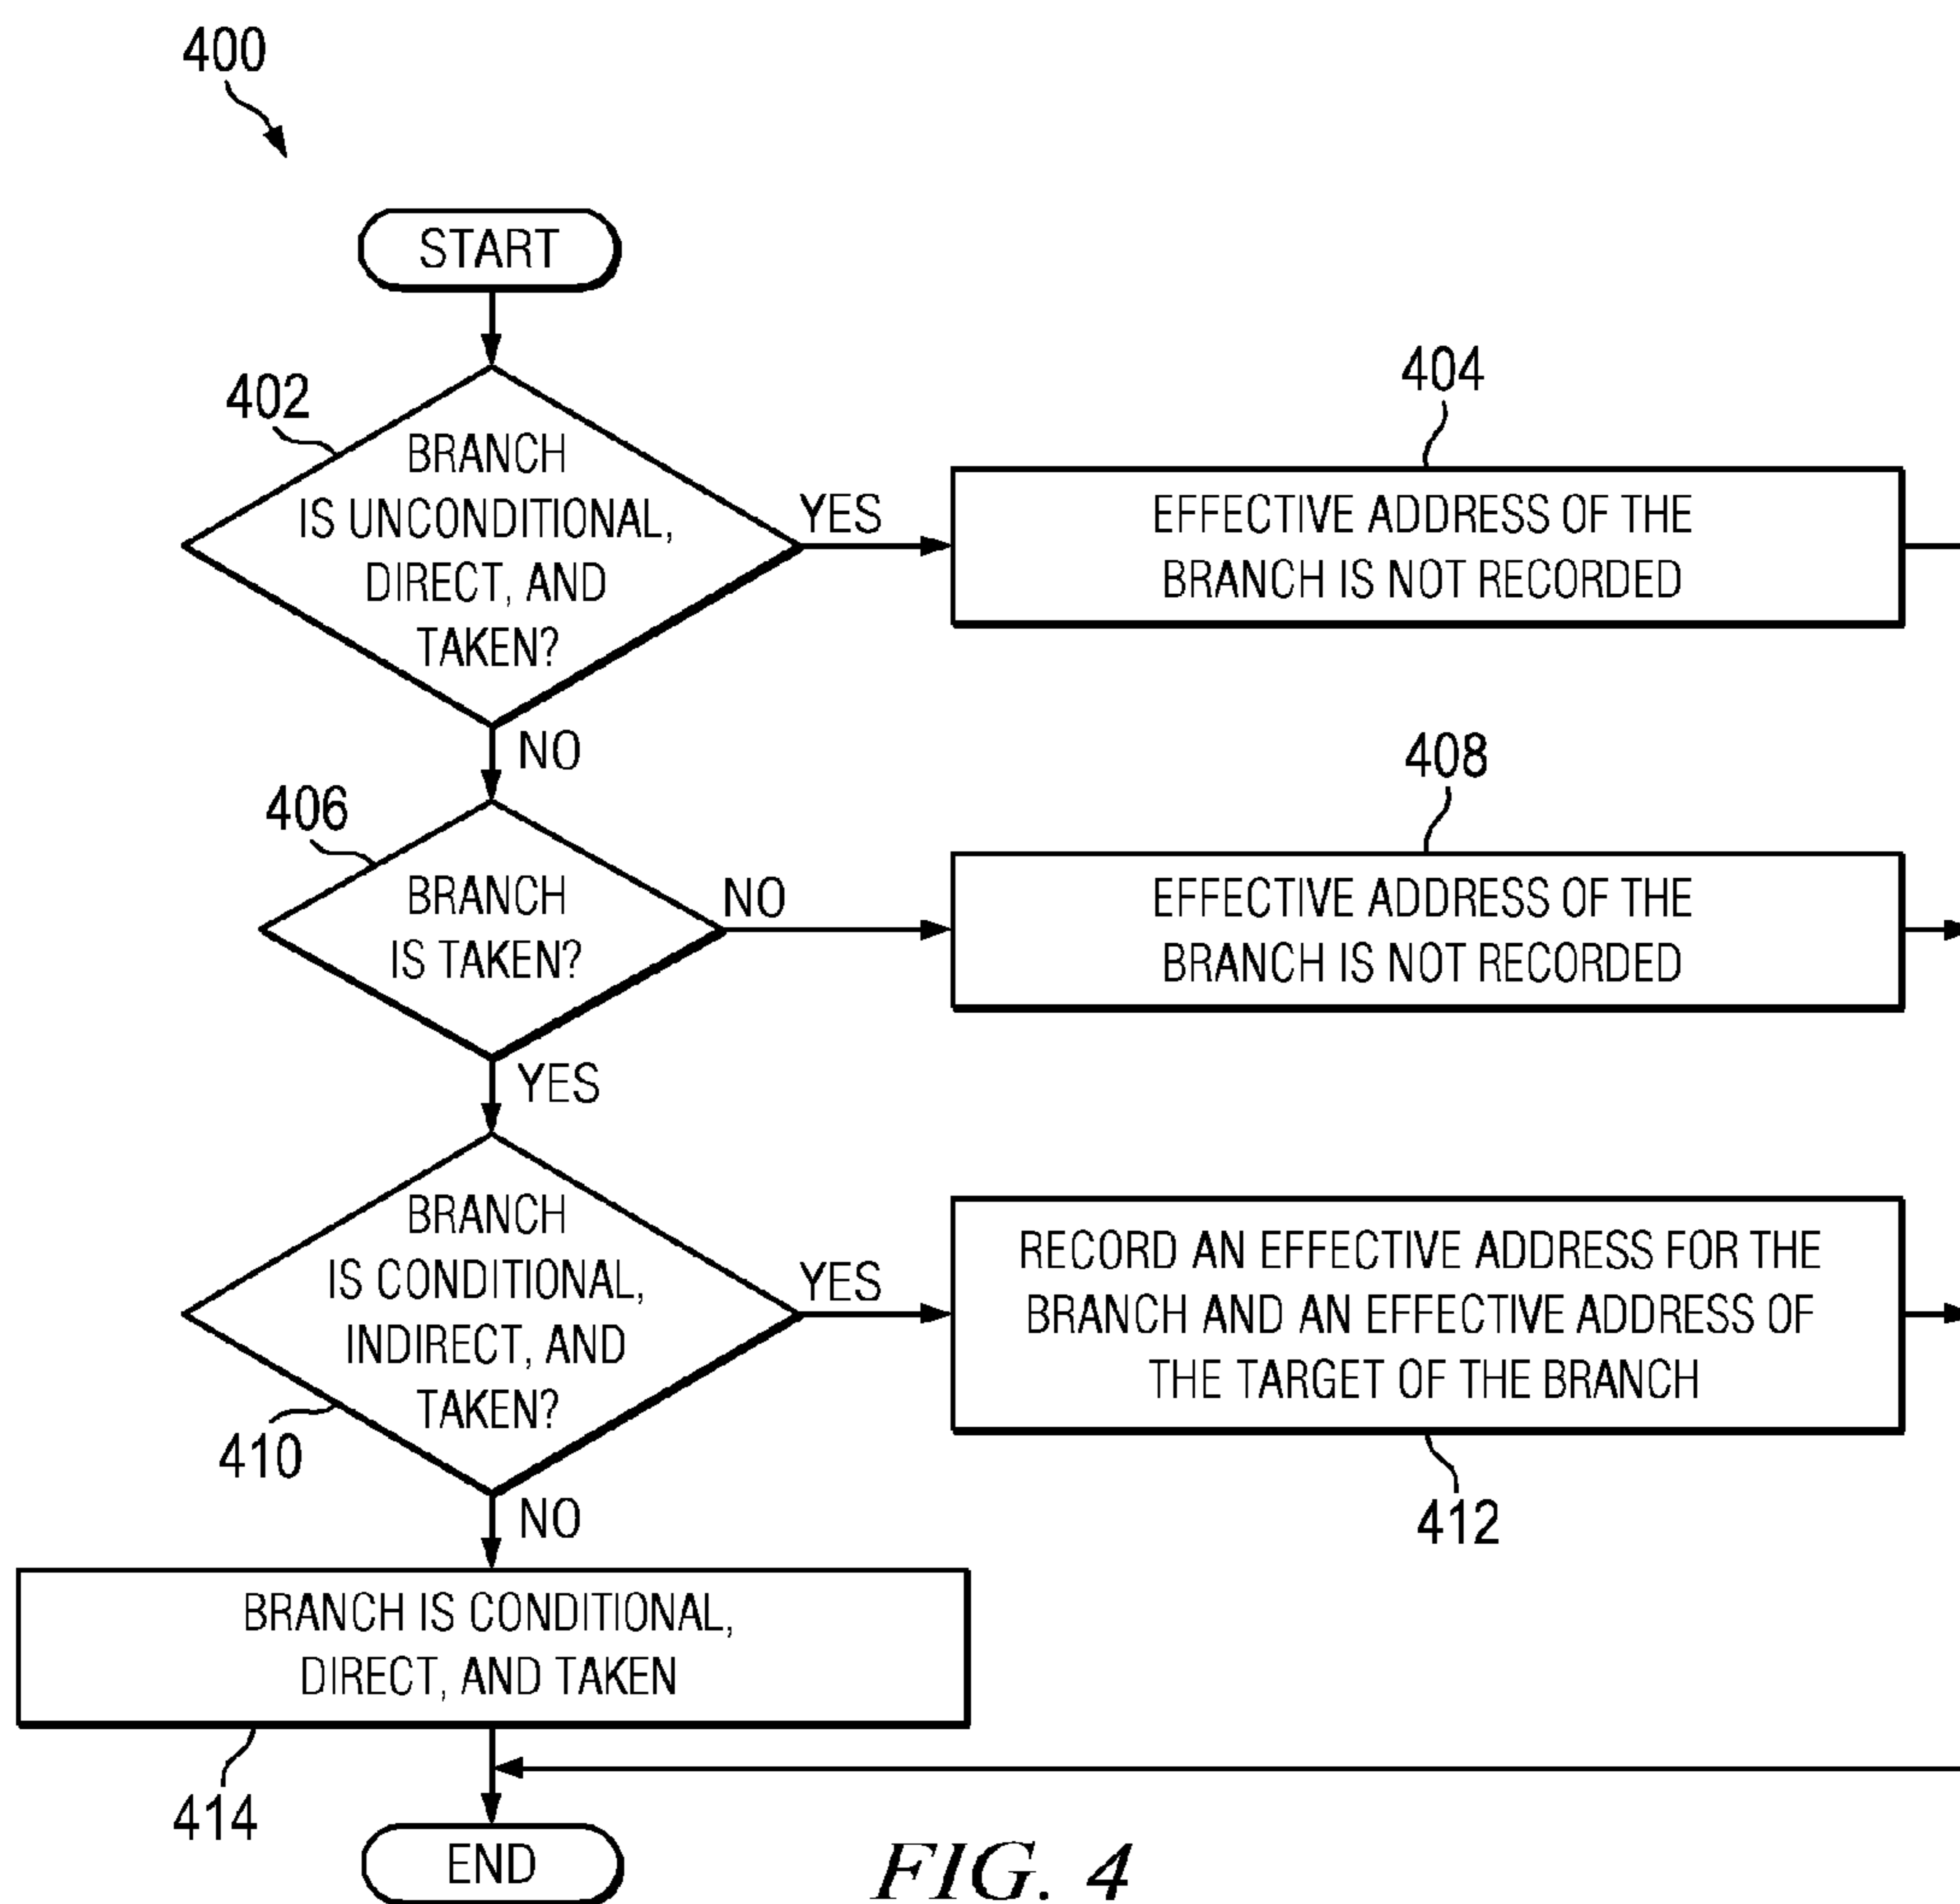 400
START
402
BRANCH
IS UNCONDITIONAL,
DIRECT, AND
TAKEN?
YES
404
EFFECTIVE ADDRESS OF THE
BRANCH IS NOT RECORDED
NO
406
BRANCH
IS TAKEN?
NO
408
EFFECTIVE ADDRESS OF THE
BRANCH IS NOT RECORDED
YES
BRANCH
IS CONDITIONAL,
INDIRECT, AND
TAKEN?
410
YES
RECORD AN EFFECTIVE ADDRESS FOR THE
BRANCH AND AN EFFECTIVE ADDRESS OF
THE TARGET OF THE BRANCH
412
NO
BRANCH IS CONDITIONAL,
DIRECT, AND TAKEN
414
END
FIG. 4